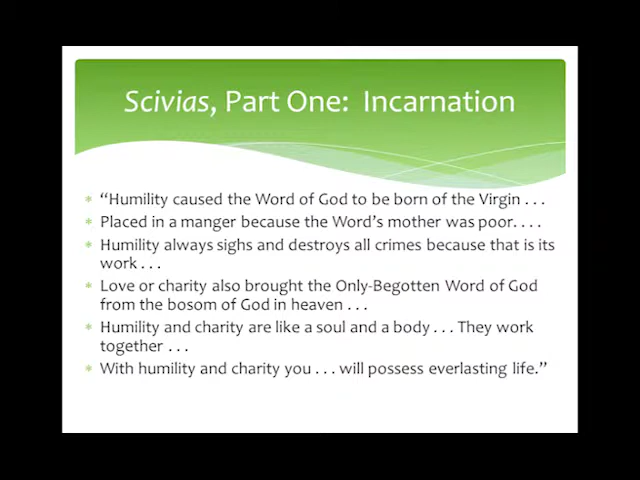 Scivias, Part One: Incarnation
“Humility caused the Word of God to be born of the Virgin . . .
Placed in a manger because the Word’s mother was poor. . . .
Humility always sighs and destroys all crimes because that is its
work . . .
Love or charity also brought the Only-Begotten Word of God
from the bosom of God in heaven . . .
Humility and charity are like a soul and a body . . . They work
together . . .
With humility and charity you . . . will possess everlasting life.”